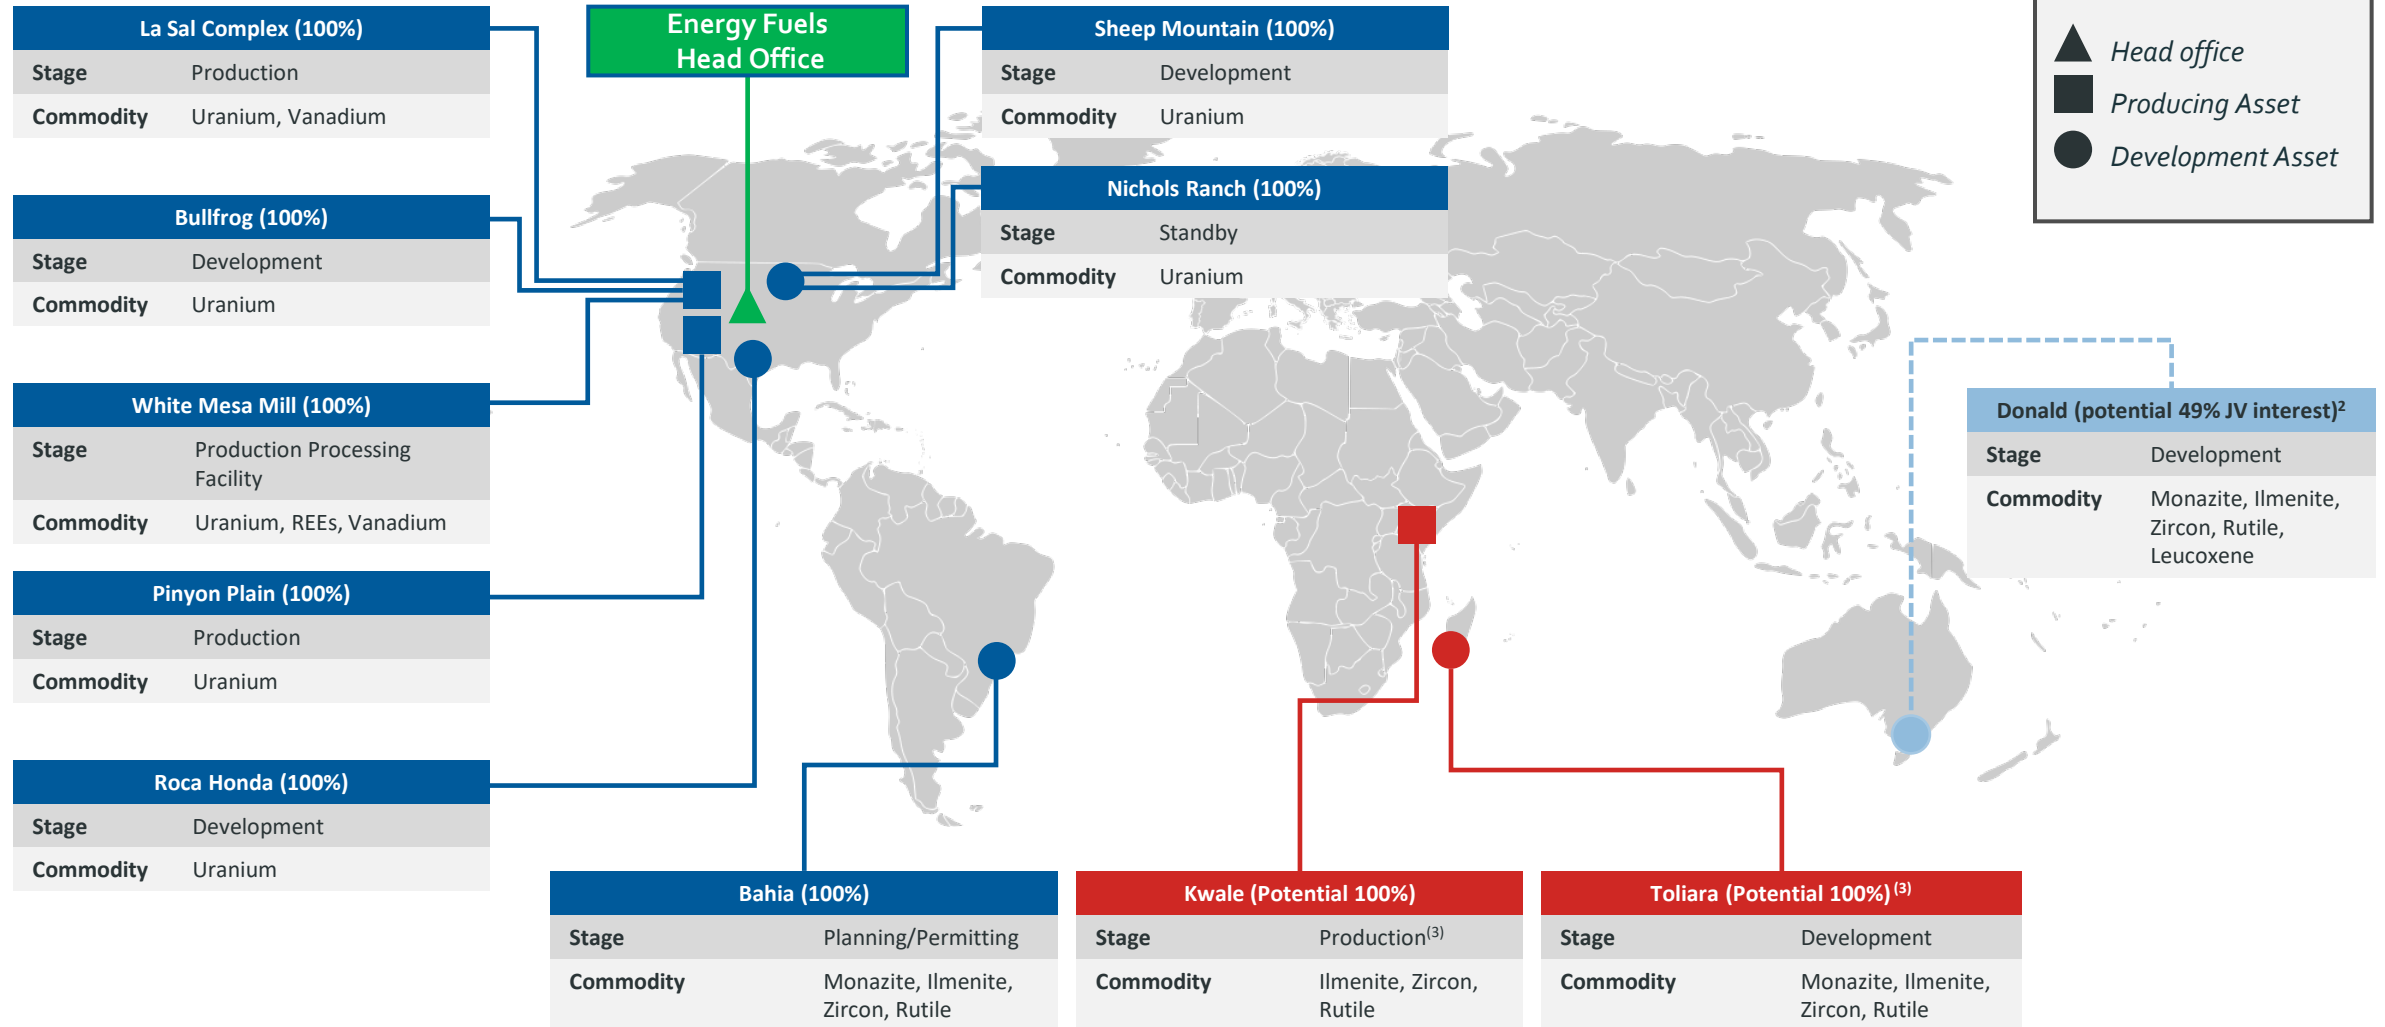 La Sal Complex (100%)
Stage Production
Commodity Uranium, Vanadium
Energy Fuels
Head Office
Sheep Mountain (100%)
Stage Development
Commodity Uranium
Head office
Producing Asset
Development Asset
Bullfrog (100%)
Stage Development
Commodity Uranium
Nichols Ranch (100%)
Stage Standby
Commodity Uranium
White Mesa Mill (100%)
Stage Production Processing
Facility
Commodity Uranium, REEs, Vanadium
Donald (potential 49% JV interest)²
Stage Development
Commodity Monazite, Ilmenite,
Zircon, Rutile,
Leucoxene
Pinyon Plain (100%)
Stage Production
Commodity Uranium
Roca Honda (100%)
Stage Development
Commodity Uranium
Bahia (100%)
Stage Planning/Permitting
Commodity Monazite, Ilmenite,
Zircon, Rutile
Kwale (Potential 100%)
Stage Production⁽³⁾
Commodity Ilmenite, Zircon,
Rutile
Toliara (Potential 100%)⁽³⁾
Stage Development
Commodity Monazite, Ilmenite,
Zircon, Rutile